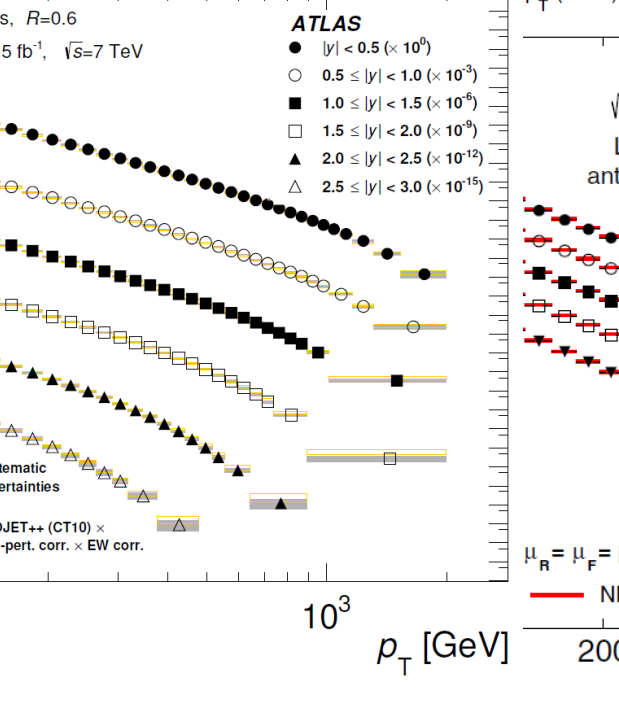 s, R=0.6
5 fb⁻¹, √s=7 TeV
ATLAS
|y| < 0.5 (× 10⁰)
0.5 ≤ |y| < 1.0 (× 10⁻³)
1.0 ≤ |y| < 1.5 (× 10⁻⁶)
1.5 ≤ |y| < 2.0 (× 10⁻⁹)
2.0 ≤ |y| < 2.5 (× 10⁻¹²)
2.5 ≤ |y| < 3.0 (× 10⁻¹⁵)
tematic
ertainties
OJET++ (CT10) ×
-pert. corr. × EW corr.
10³
p_T [GeV]
√
L
ant
μ_R = μ_F =
NL
200